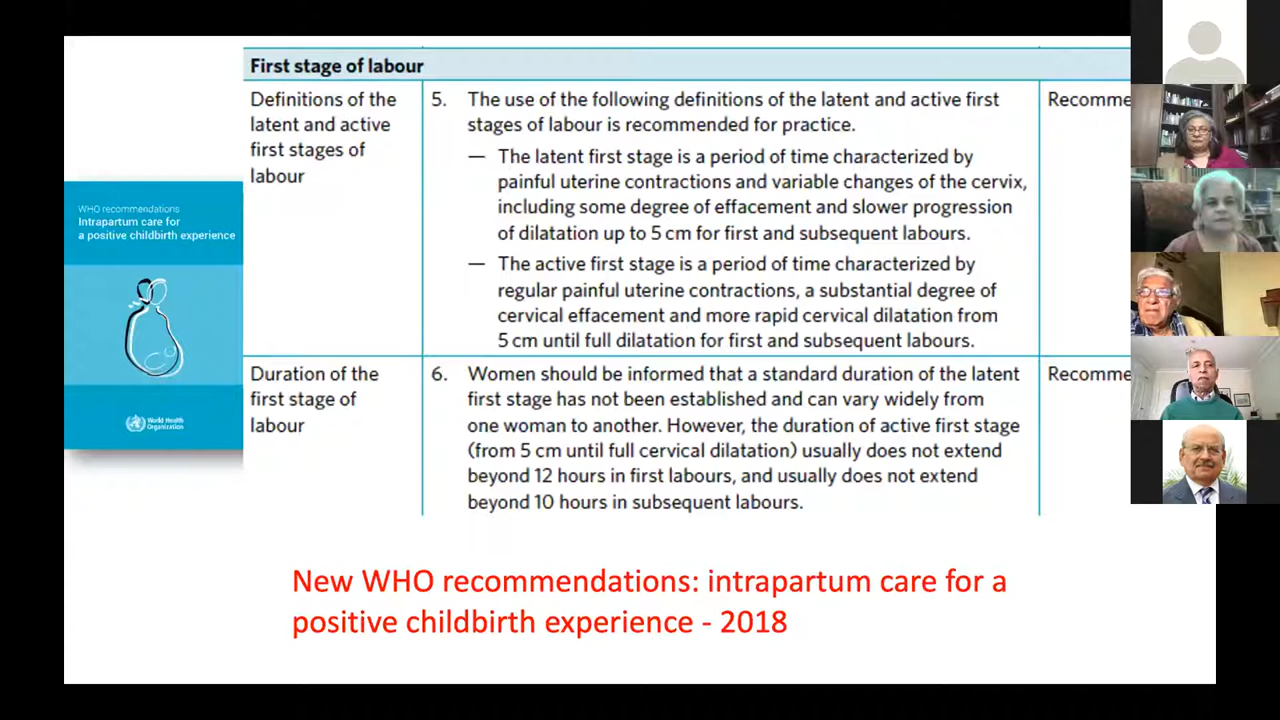 First stage of labour
Definitions of the
latent and active
first stages of
labour
5. The use of the following definitions of the latent and active first
stages of labour is recommended for practice.
— The latent first stage is a period of time characterized by
painful uterine contractions and variable changes of the cervix,
including some degree of effacement and slower progression
of dilatation up to 5 cm for first and subsequent labours.
— The active first stage is a period of time characterized by
regular painful uterine contractions, a substantial degree of
cervical effacement and more rapid cervical dilatation from
5 cm until full dilatation for first and subsequent labours.
Recomme
Duration of the
first stage of
labour
6. Women should be informed that a standard duration of the latent
first stage has not been established and can vary widely from
one woman to another. However, the duration of active first stage
(from 5 cm until full cervical dilatation) usually does not extend
beyond 12 hours in first labours, and usually does not extend
beyond 10 hours in subsequent labours.
Recomme
WHO recommendations
Intrapartum care for
a positive childbirth experience
World Health
Organization
New WHO recommendations: intrapartum care for a
positive childbirth experience - 2018